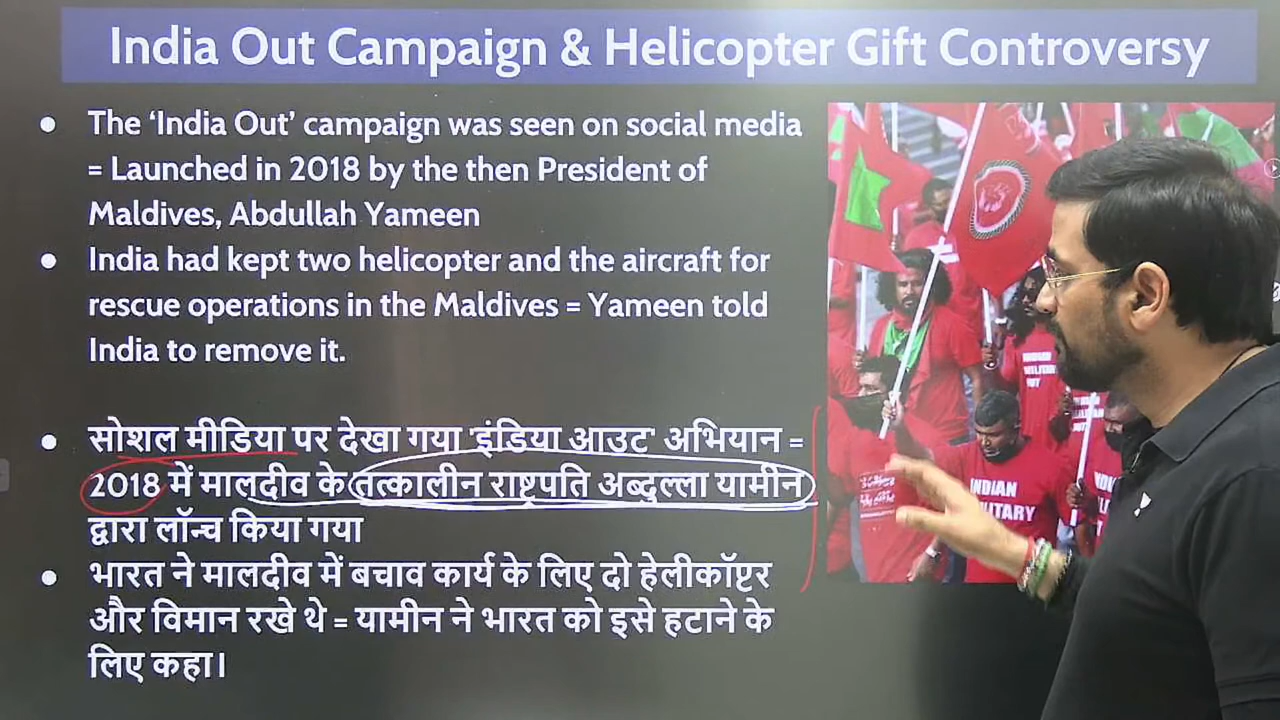 India Out Campaign & Helicopter Gift Controversy
● The ‘India Out’ campaign was seen on social media
= Launched in 2018 by the then President of
Maldives, Abdullah Yameen
● India had kept two helicopter and the aircraft for
rescue operations in the Maldives = Yameen told
India to remove it.
● सोशल मीडिया पर देखा गया 'इंडिया आउट' अभियान =
2018 में मालदीव के तत्कालीन राष्ट्रपति अब्दुल्ला यामीन
द्वारा लॉन्च किया गया
● भारत ने मालदीव में बचाव कार्य के लिए दो हेलीकॉप्टर
और विमान रखे थे = यामीन ने भारत को इसे हटाने के
लिए कहा।
INDIAN
MILITARY
OUT
INDIAN
LITARY